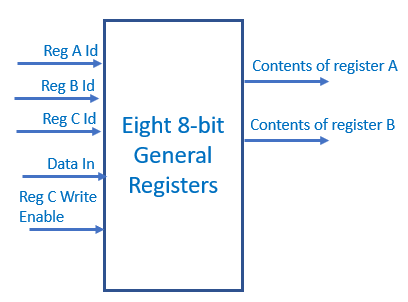 Reg A Id
Reg B Id
Reg C Id
Data In
Reg C Write
Enable
Eight 8-bit
General
Registers
Contents of register A
Contents of register B